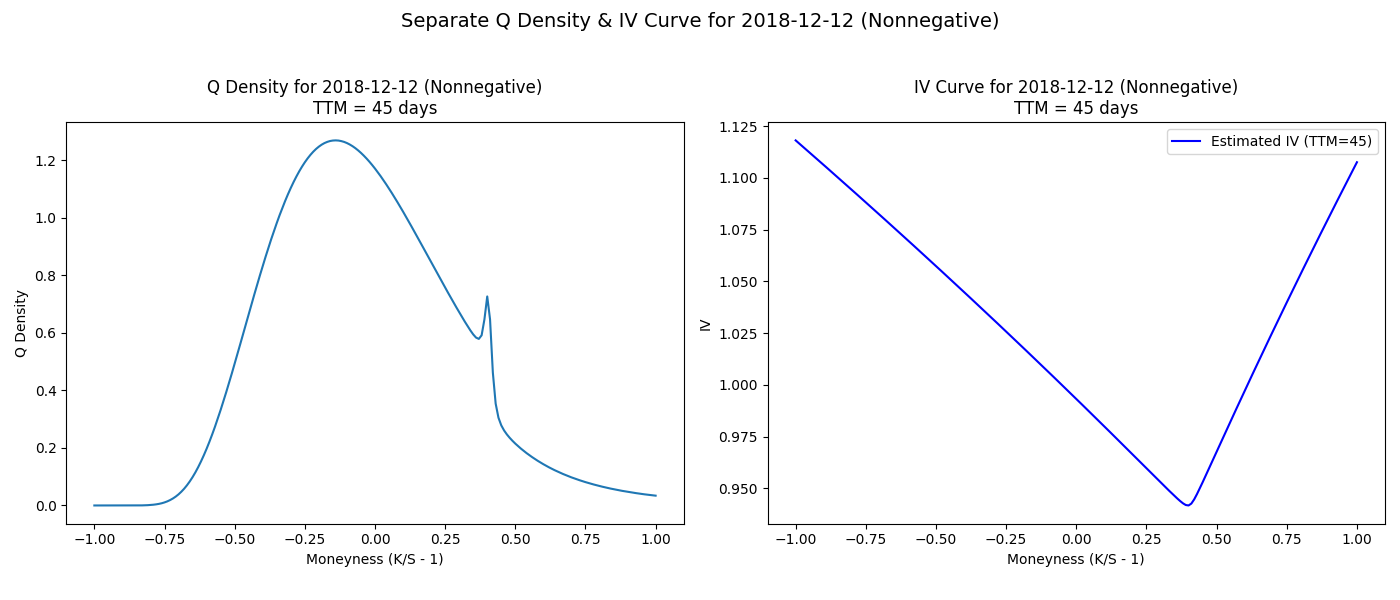 Separate Q Density & IV Curve for 2018-12-12 (Nonnegative)
Q Density for 2018-12-12 (Nonnegative)
TTM = 45 days
Q Density
1.2
1.0
0.8
0.6
0.4
0.2
0.0
−1.00 −0.75 −0.50 −0.25 0.00 0.25 0.50 0.75 1.00
Moneyness (K/S - 1)
IV Curve for 2018-12-12 (Nonnegative)
TTM = 45 days
Estimated IV (TTM=45)
IV
1.125
1.100
1.075
1.050
1.025
1.000
0.975
0.950
−1.00 −0.75 −0.50 −0.25 0.00 0.25 0.50 0.75 1.00
Moneyness (K/S - 1)